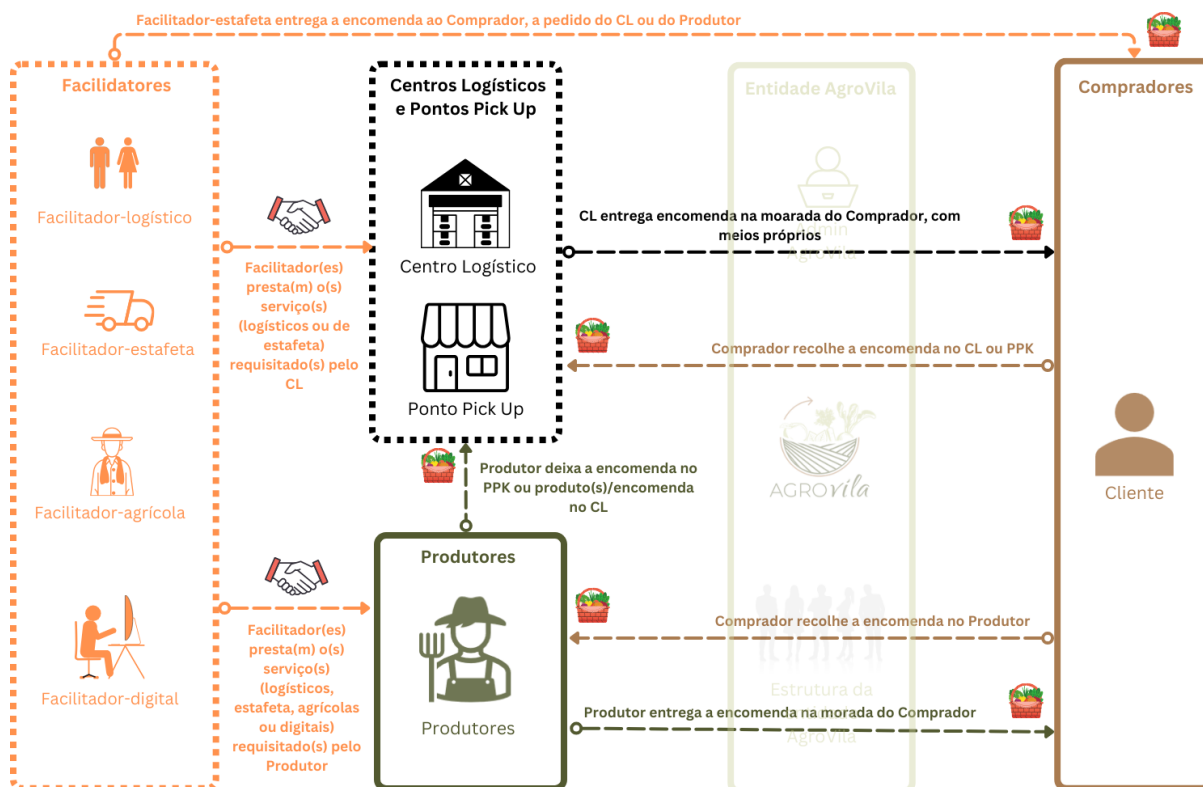 Facilitador-estafeta entrega a encomenda ao Comprador, a pedido do CL ou do Produtor
Facilidatores
Facilitador-logístico
Facilitador-estafeta
Facilitador-agrícola
Facilitador-digital
Facilitador(es)
presta(m) o(s)
serviço(s)
(logísticos ou de
estafeta)
requisitado(s) pelo
CL
Facilitador(es)
presta(m) o(s)
serviço(s)
(logísticos,
estafeta, agrícolas
ou digitais)
requisitado(s) pelo
Produtor
Centros Logísticos
e Pontos Pick Up
Centro Logístico
Ponto Pick Up
Produtor deixa a encomenda no
PPK ou produto(s)/encomenda
no CL
Produtores
Produtores
Entidade AgroVila
Admin
AgroVila
CL entrega encomenda na moarada do Comprador, com
meios próprios
Comprador recolhe a encomenda no CL ou PPK
AGROvila
Comprador recolhe a encomenda no Produtor
Estrutura da
AgroVila
Produtor entrega a encomenda na morada do Comprador
Compradores
Cliente